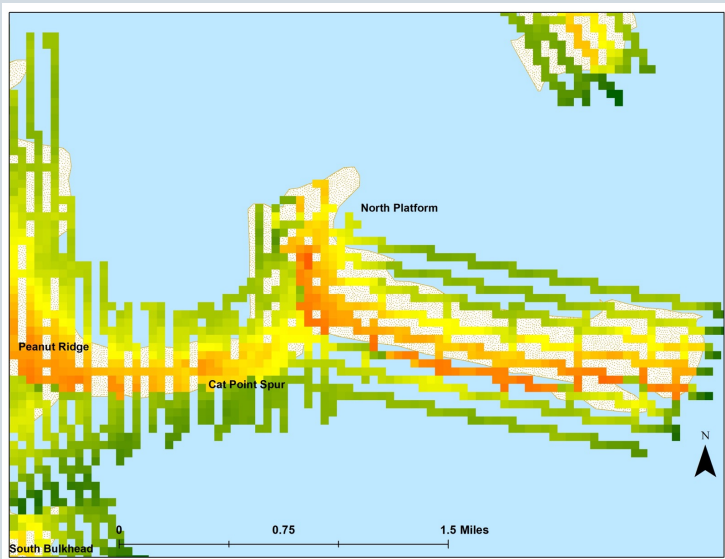 North Platform
Peanut Ridge
Cat Point Spur
N
0 0.75 1.5 Miles
South Bulkhead